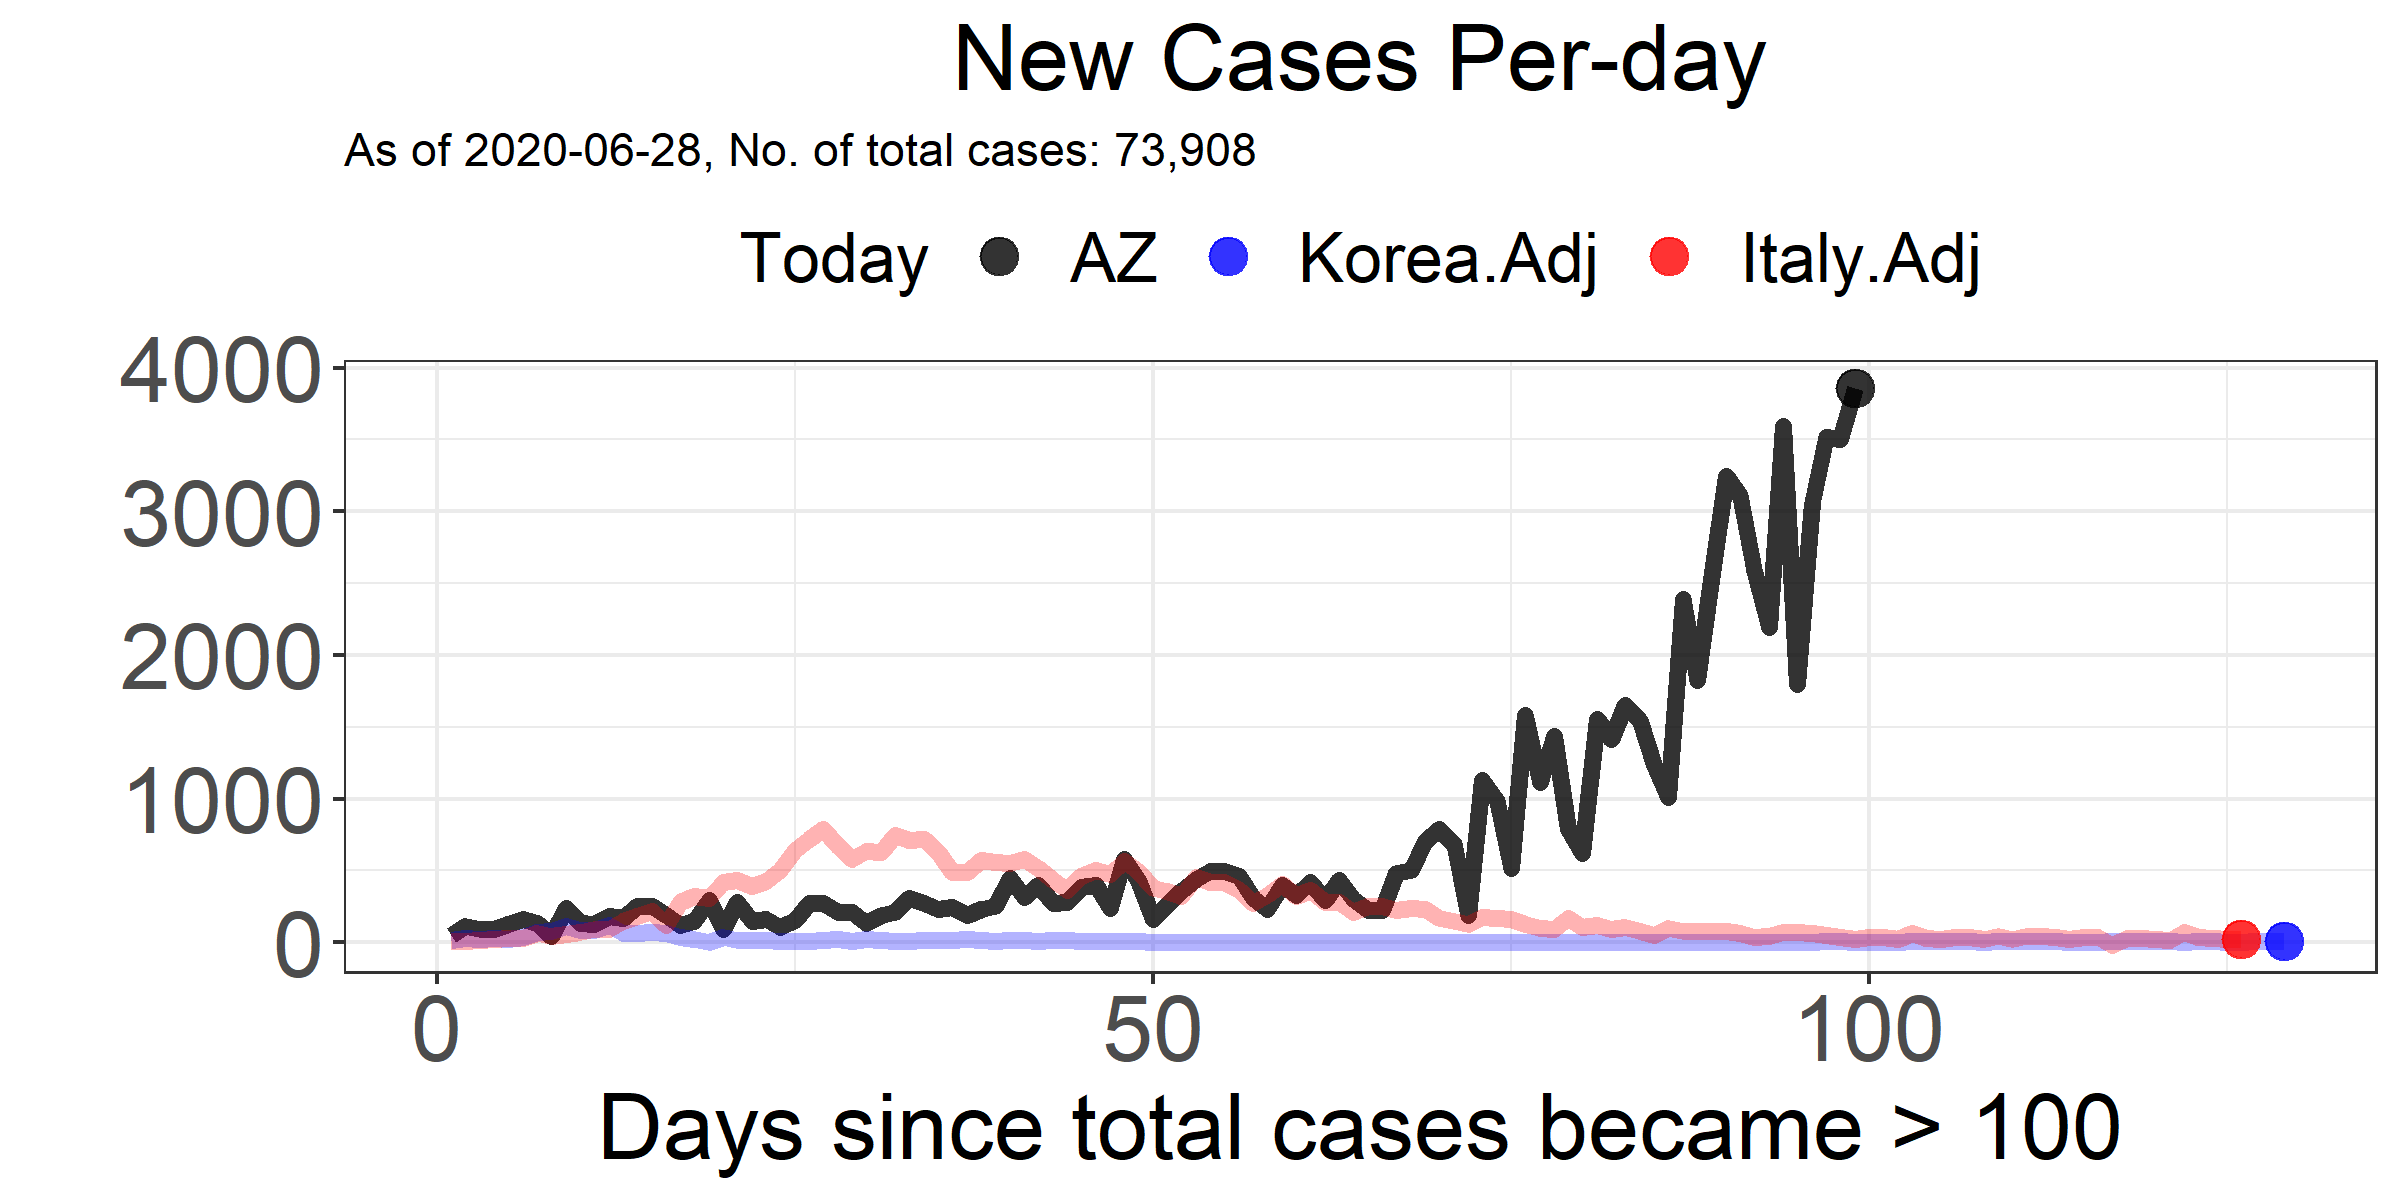 New Cases Per-day
As of 2020-06-28, No. of total cases: 73,908
Today AZ Korea.Adj Italy.Adj
4000
3000
2000
1000
0
0 50 100
Days since total cases became > 100